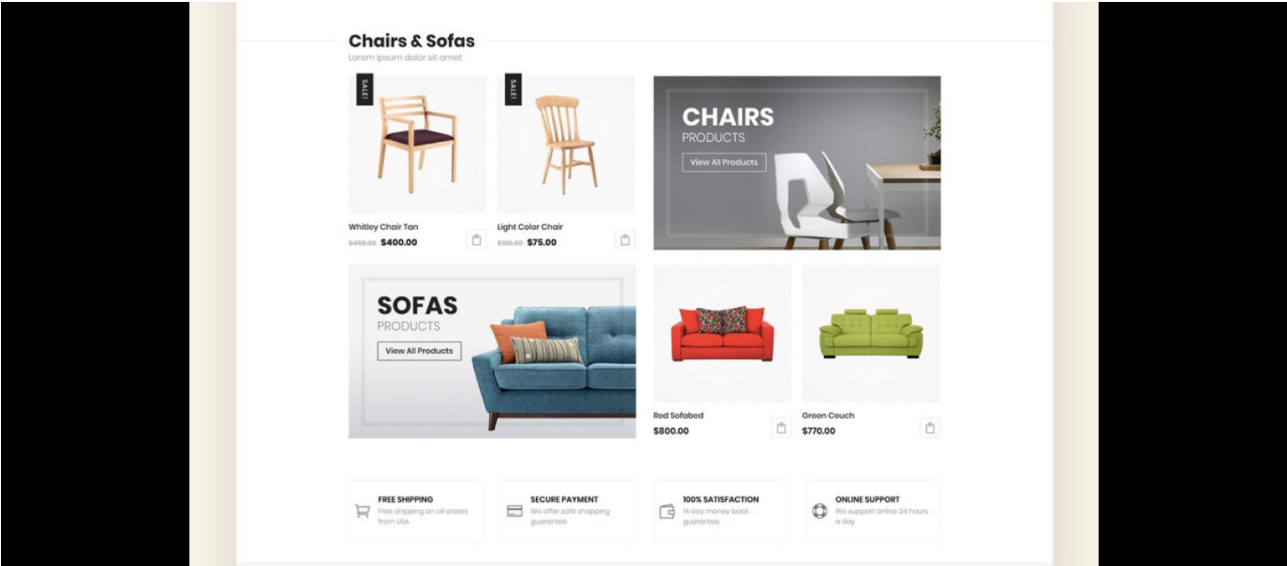 Chairs & Sofas
Lorem ipsum dolor sit amet
SALE!
SALE!
CHAIRS
PRODUCTS
View All Products
Whitley Chair Tan
$450.00 $400.00
Light Color Chair
$100.00 $75.00
SOFAS
PRODUCTS
View All Products
Red Sofabed
$800.00
Green Couch
$770.00
FREE SHIPPING
Free shipping on all orders
from USA
SECURE PAYMENT
We offer safe shopping
guarantee
100% SATISFACTION
14 day money back
guarantee
ONLINE SUPPORT
We support online 24 hours
a day